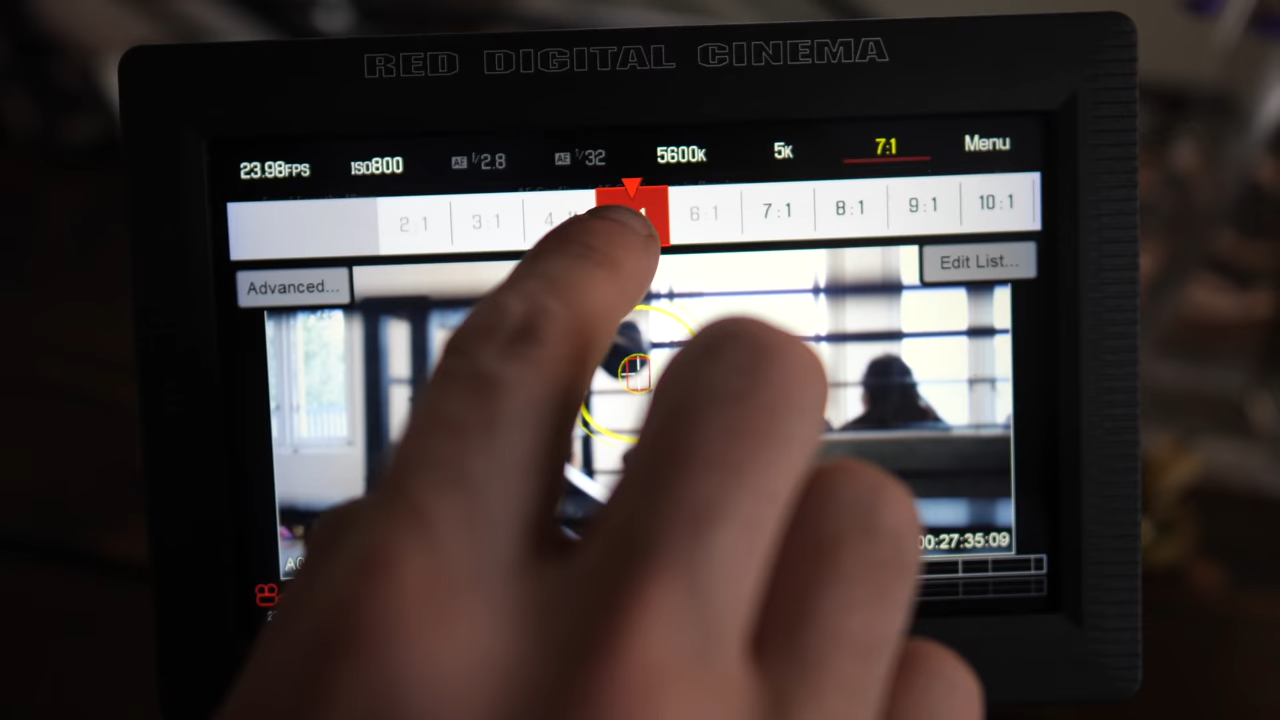 RED DIGITAL CINEMA
23.98FPS ISO800 AE f/2.8 AE 1/32 5600K 5K 7:1 Menu
2:1 3:1 6:1 7:1 8:1 9:1 10:1
Advanced... Edit List...
00:27:35:09